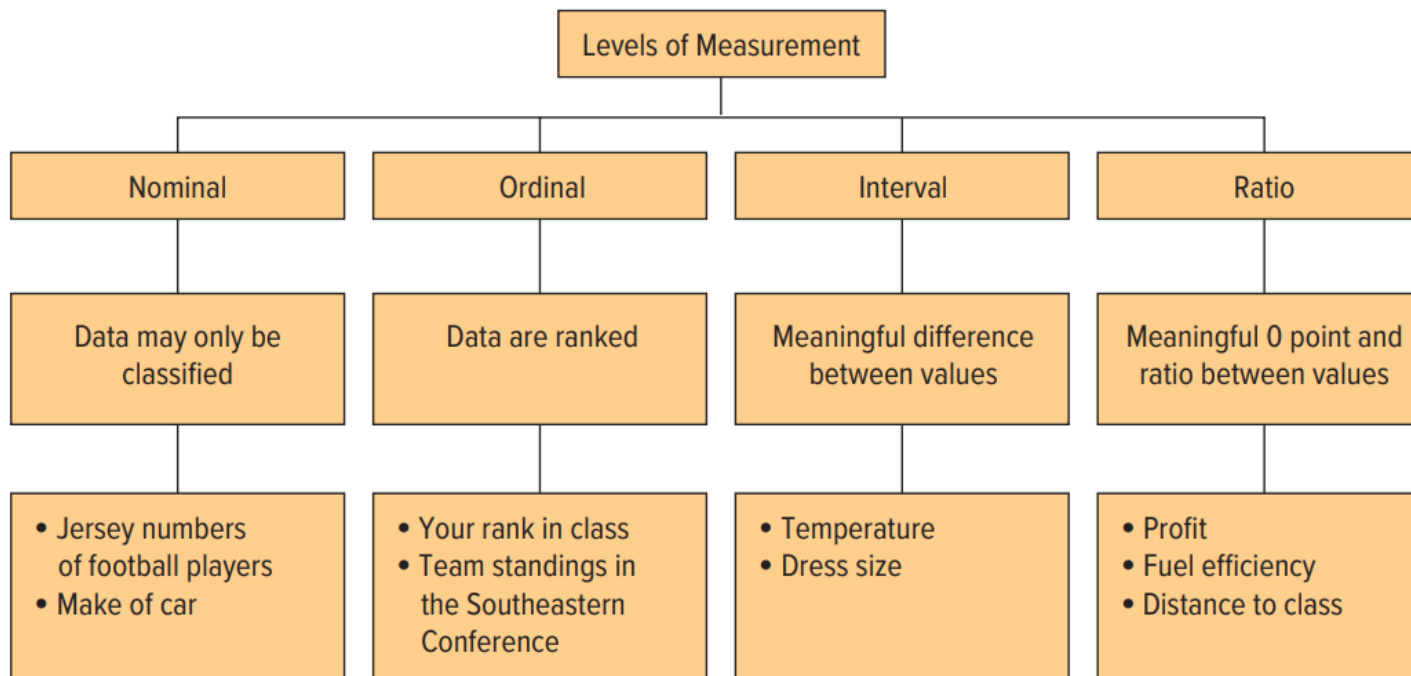 Levels of Measurement
Nominal
Ordinal
Interval
Ratio
Data may only be
classified
Data are ranked
Meaningful difference
between values
Meaningful 0 point and
ratio between values
• Jersey numbers
of football players
• Make of car
• Your rank in class
• Team standings in
the Southeastern
Conference
• Temperature
• Dress size
• Profit
• Fuel efficiency
• Distance to class